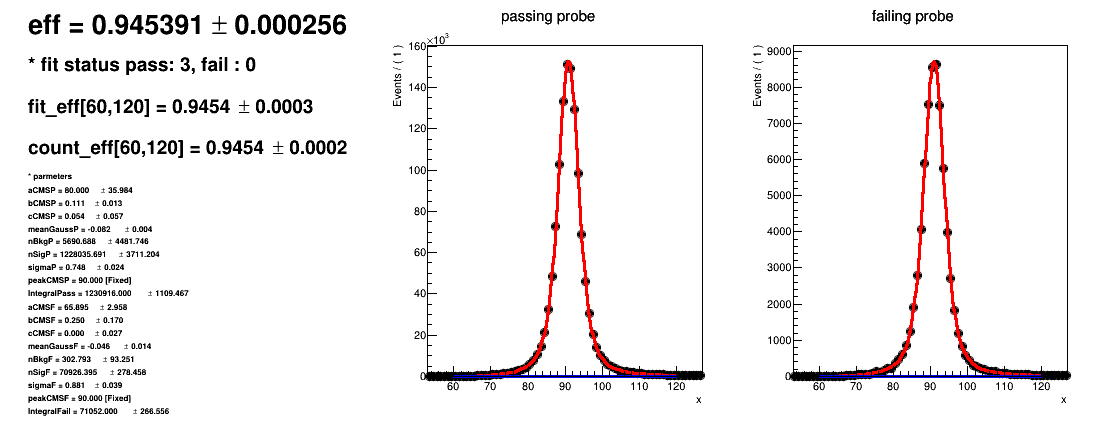 eff = 0.945391 ± 0.000256
* fit status pass: 3, fail : 0
fit_eff[60,120] = 0.9454 ± 0.0003
count_eff[60,120] = 0.9454 ± 0.0002
* parmeters
aCMSP = 80.000 ± 35.984
bCMSP = 0.111 ± 0.013
cCMSP = 0.054 ± 0.057
meanGaussP = -0.082 ± 0.004
nBkgP = 5690.688 ± 4481.746
nSigP = 1228035.691 ± 3711.204
sigmaP = 0.748 ± 0.024
peakCMSP = 90.000 [Fixed]
IntegralPass = 1230916.000 ± 1109.467
aCMSF = 65.895 ± 2.958
bCMSF = 0.250 ± 0.170
cCMSF = 0.000 ± 0.027
meanGaussF = -0.046 ± 0.014
nBkgF = 302.793 ± 93.251
nSigF = 70926.395 ± 278.458
sigmaF = 0.881 ± 0.039
peakCMSF = 90.000 [Fixed]
IntegralFail = 71052.000 ± 266.556
passing probe
×10³
Events / ( 1 )
160
140
120
100
80
60
40
20
0
60 70 80 90 100 110 120
x
failing probe
Events / ( 1 )
9000
8000
7000
6000
5000
4000
3000
2000
1000
0
60 70 80 90 100 110 120
x